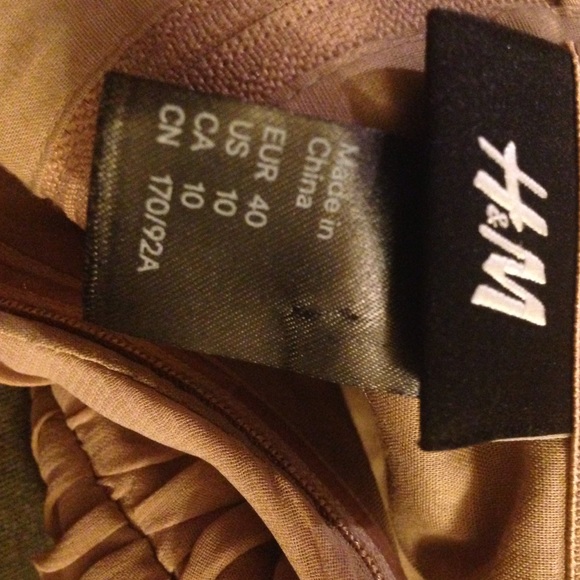 H&M
Made in
China
EUR 40
US 10
CA 10
CN 170/92A